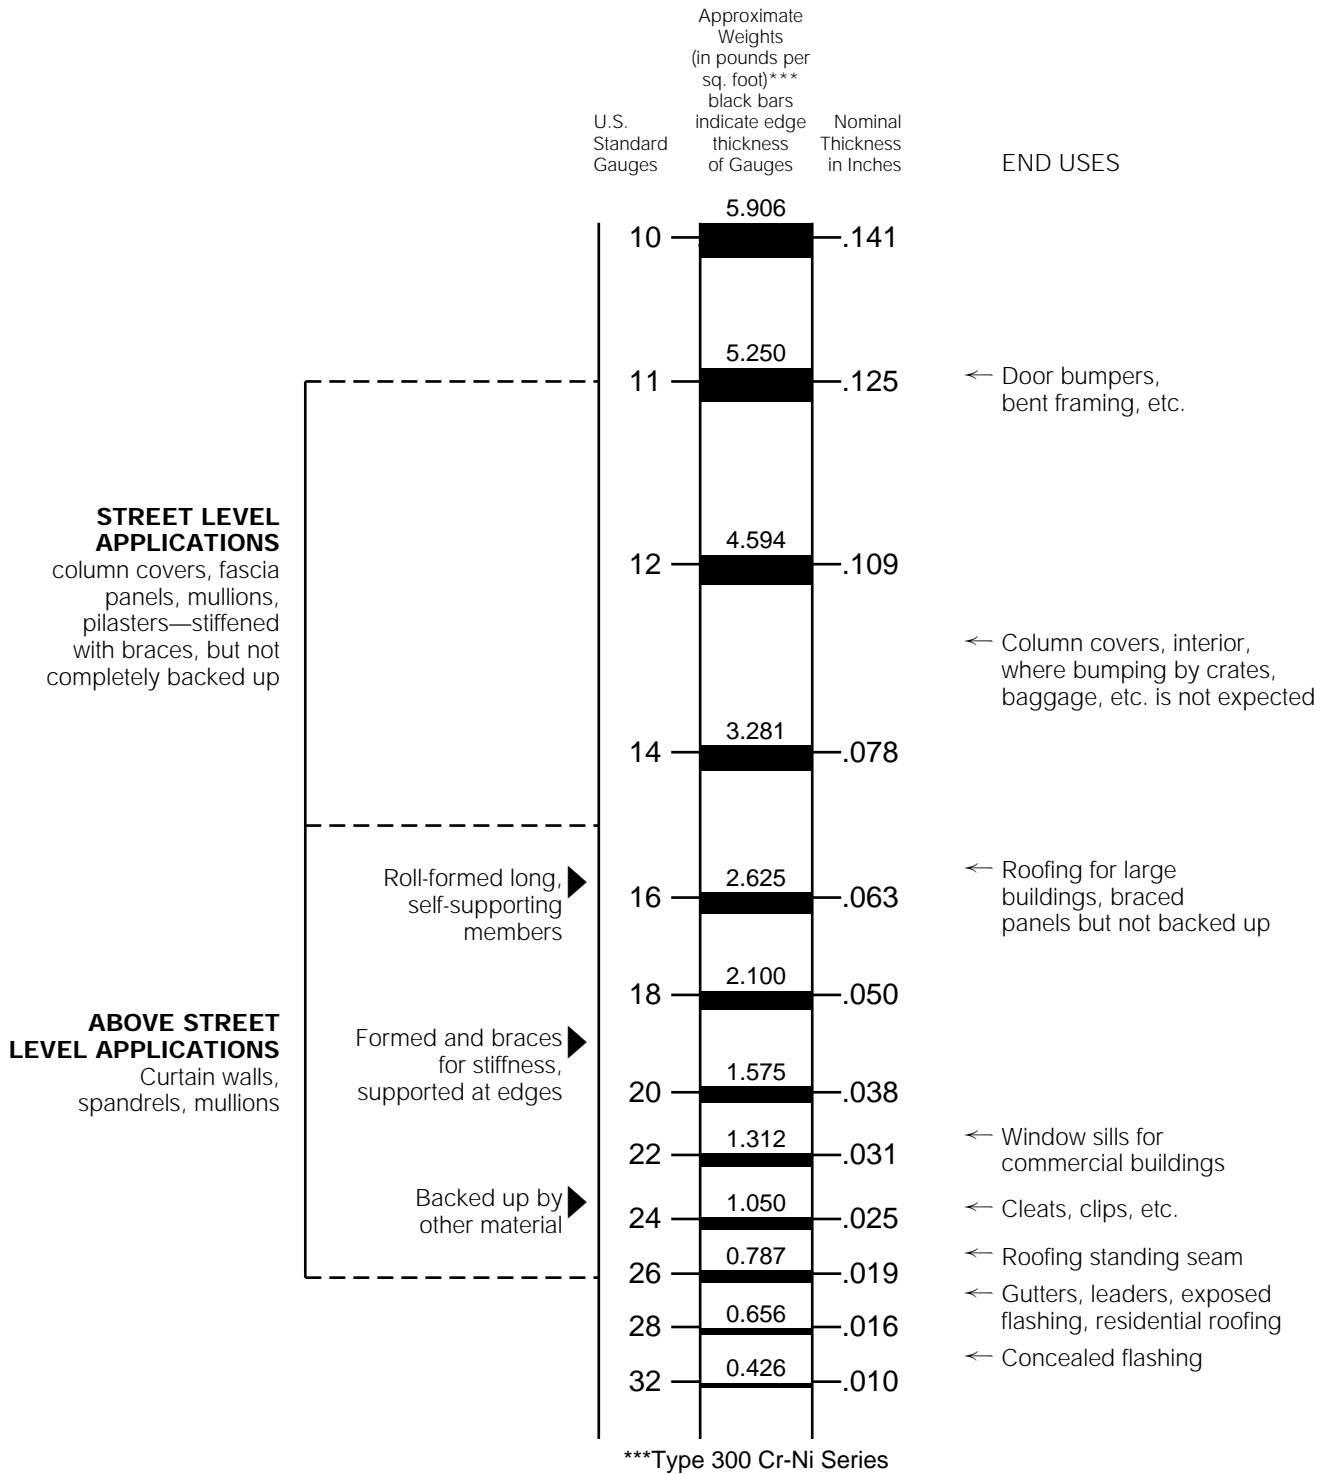 Approximate
Weights
(in pounds per
sq. foot)***
black bars
indicate edge
thickness
of Gauges
U.S.
Standard
Gauges
Nominal
Thickness
in Inches
END USES
5.906
10 .141
5.250
11 .125
← Door bumpers,
bent framing, etc.
STREET LEVEL
APPLICATIONS
column covers, fascia
panels, mullions,
pilasters—stiffened
with braces, but not
completely backed up
4.594
12 .109
← Column covers, interior,
where bumping by crates,
baggage, etc. is not expected
3.281
14 .078
Roll-formed long,
self-supporting
members
2.625
16 .063
← Roofing for large
buildings, braced
panels but not backed up
2.100
18 .050
ABOVE STREET
LEVEL APPLICATIONS
Curtain walls,
spandrels, mullions
Formed and braces
for stiffness,
supported at edges
1.575
20 .038
1.312
22 .031
← Window sills for
commercial buildings
Backed up by
other material
1.050
24 .025
← Cleats, clips, etc.
0.787
26 .019
← Roofing standing seam
0.656
28 .016
← Gutters, leaders, exposed
flashing, residential roofing
0.426
32 .010
← Concealed flashing
***Type 300 Cr-Ni Series